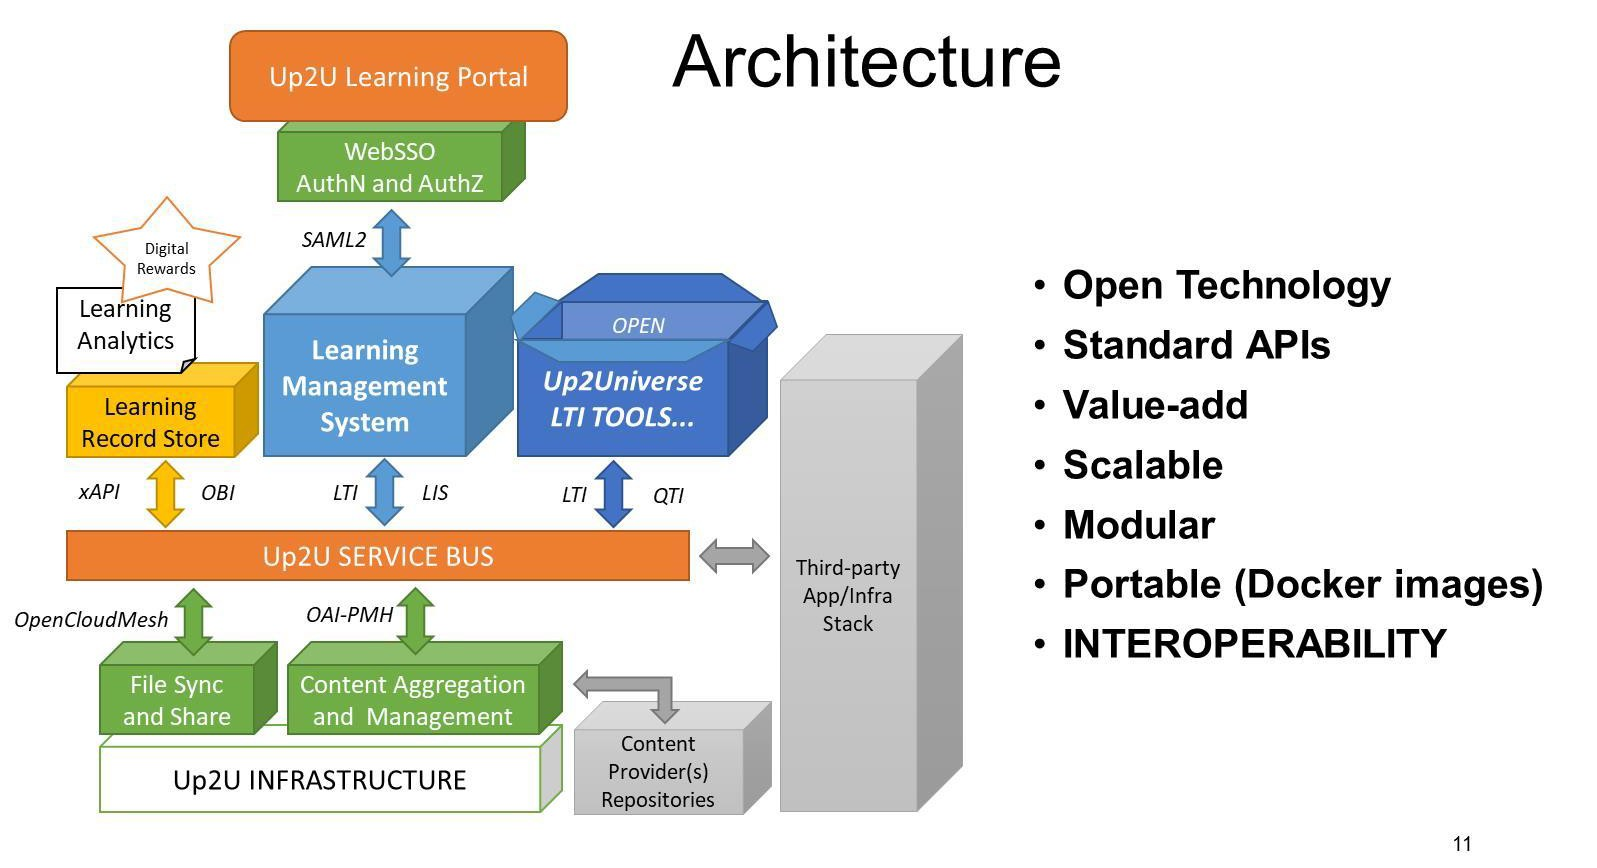 Up2U Learning Portal
Architecture
WebSSO
AuthN and AuthZ
SAML2
Digital
Rewards
Learning
Analytics
Learning
Record Store
Learning
Management
System
OPEN
Up2Universe
LTI TOOLS...
xAPI
OBI
LTI
LIS
LTI
QTI
Up2U SERVICE BUS
OpenCloudMesh
OAI-PMH
File Sync
and Share
Content Aggregation
and Management
Up2U INFRASTRUCTURE
Content
Provider(s)
Repositories
Third-party
App/Infra
Stack
• Open Technology
• Standard APIs
• Value-add
• Scalable
• Modular
• Portable (Docker images)
• INTEROPERABILITY
11